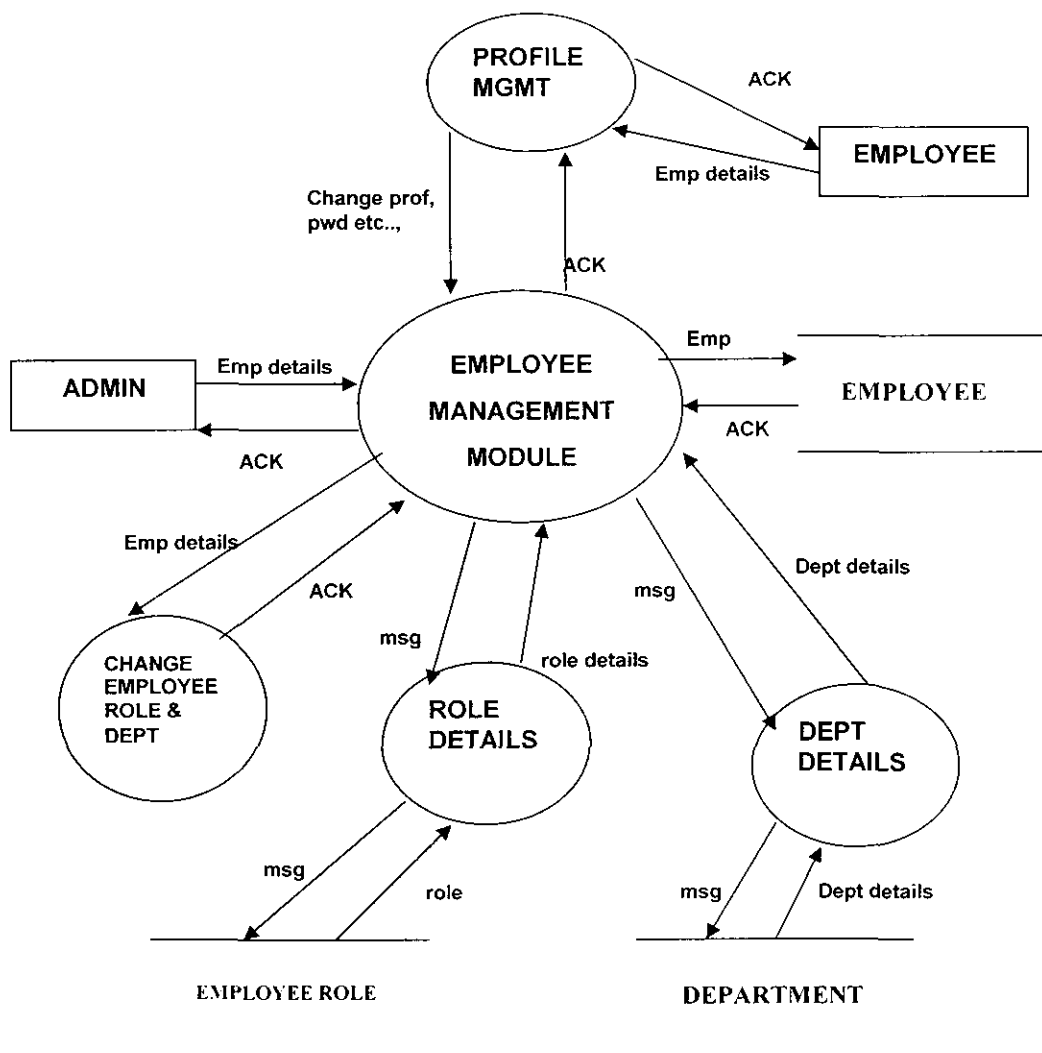 PROFILE
MGMT
ACK
EMPLOYEE
Emp details
Change prof,
pwd etc..,
ACK
Emp
Emp details
ADMIN
EMPLOYEE
MANAGEMENT
MODULE
EMPLOYEE
ACK
ACK
Emp details
ACK
msg
role details
msg
Dept details
CHANGE
EMPLOYEE
ROLE &
DEPT
ROLE
DETAILS
DEPT
DETAILS
msg
role
msg
Dept details
EMPLOYEE ROLE
DEPARTMENT